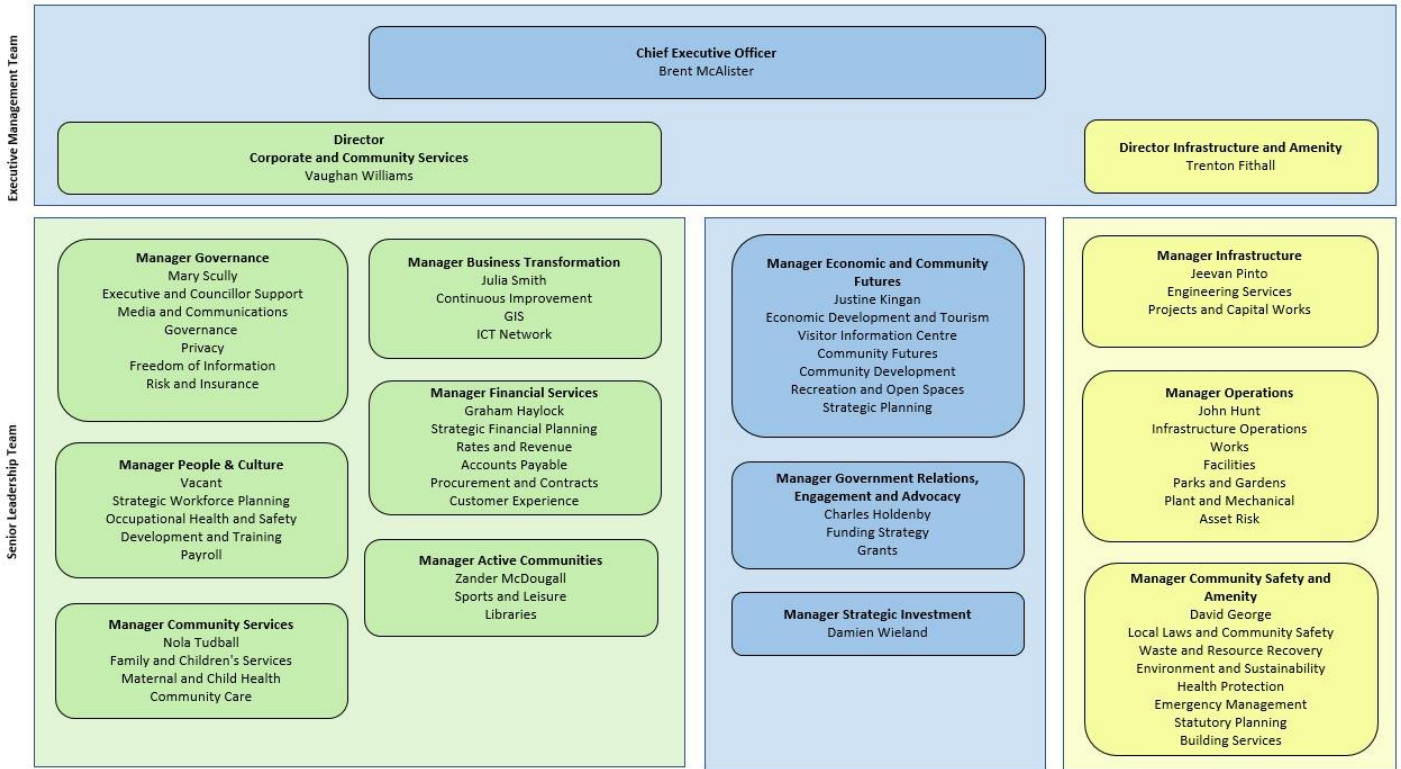 Executive Management Team
Chief Executive Officer
Brent McAlister
Director
Corporate and Community Services
Vaughan Williams
Director Infrastructure and Amenity
Trenton Fithall
Senior Leadership Team
Manager Governance
Mary Scully
Executive and Councillor Support
Media and Communications
Governance
Privacy
Freedom of Information
Risk and Insurance
Manager People & Culture
Vacant
Strategic Workforce Planning
Occupational Health and Safety
Development and Training
Payroll
Manager Community Services
Nola Tudball
Family and Children's Services
Maternal and Child Health
Community Care
Manager Business Transformation
Julia Smith
Continuous Improvement
GIS
ICT Network
Manager Financial Services
Graham Haylock
Strategic Financial Planning
Rates and Revenue
Accounts Payable
Procurement and Contracts
Customer Experience
Manager Active Communities
Zander McDougall
Sports and Leisure
Libraries
Manager Economic and Community
Futures
Justine Kingan
Economic Development and Tourism
Visitor Information Centre
Community Futures
Community Development
Recreation and Open Spaces
Strategic Planning
Manager Government Relations,
Engagement and Advocacy
Charles Holdenby
Funding Strategy
Grants
Manager Strategic Investment
Damien Wieland
Manager Infrastructure
Jeevan Pinto
Engineering Services
Projects and Capital Works
Manager Operations
John Hunt
Infrastructure Operations
Works
Facilities
Parks and Gardens
Plant and Mechanical
Asset Risk
Manager Community Safety and
Amenity
David George
Local Laws and Community Safety
Waste and Resource Recovery
Environment and Sustainability
Health Protection
Emergency Management
Statutory Planning
Building Services